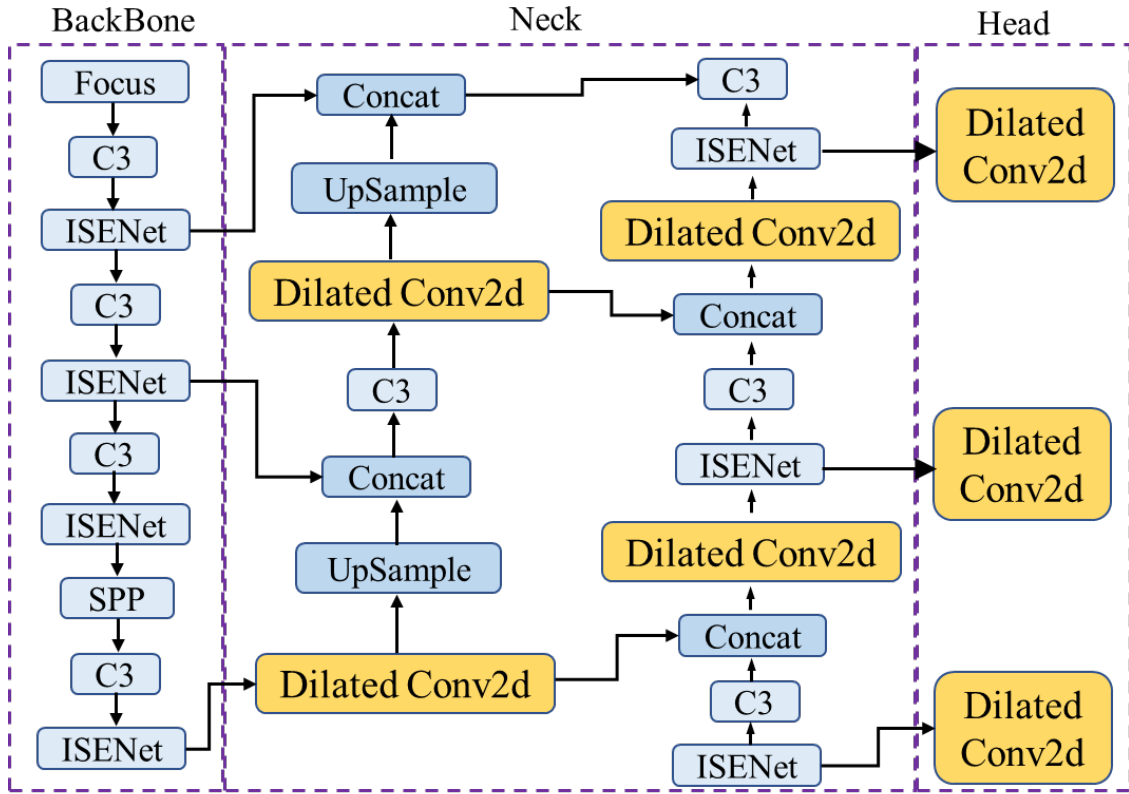 BackBone
Neck
Head
Focus
C3
ISENet
C3
ISENet
C3
ISENet
SPP
C3
ISENet
Concat
UpSample
Dilated Conv2d
C3
Concat
UpSample
Dilated Conv2d
C3
ISENet
Dilated Conv2d
Concat
C3
ISENet
Dilated Conv2d
Concat
C3
ISENet
Dilated
Conv2d
Dilated
Conv2d
Dilated
Conv2d